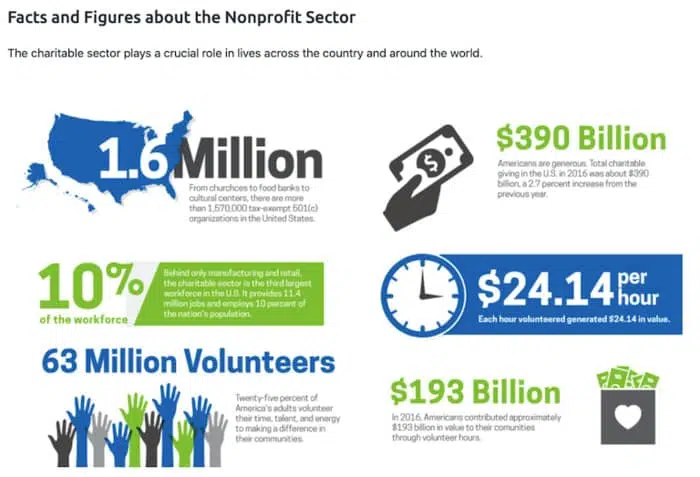 Facts and Figures about the Nonprofit Sector
The charitable sector plays a crucial role in lives across the country and around the world.
1.6 Million
From churchces to food banks to
cultural centers, there are more
than 1,570,000 tax-exempt 501(c)
organizations in the United States.
$390 Billion
Americans are generous. Total charitable
giving in the U.S. in 2016 was about $390
billion, a 2.7 percent increase from the
previous year.
10%
of the workforce
Behind only manufacturing and retail,
the charitable sector is the third largest
workforce in the U.S. It provides 11.4
million jobs and employs 10 percent of
the nation's population.
$24.14 per
hour
Each hour volunteered generated $24.14 in value.
63 Million Volunteers
Twenty-five percent of
America's adults volunteer
their time, talent, and energy
to making a difference in
their communities.
$193 Billion
In 2016, Americans contributed approximately
$193 billion in value to their comunities
through volunteer hours.